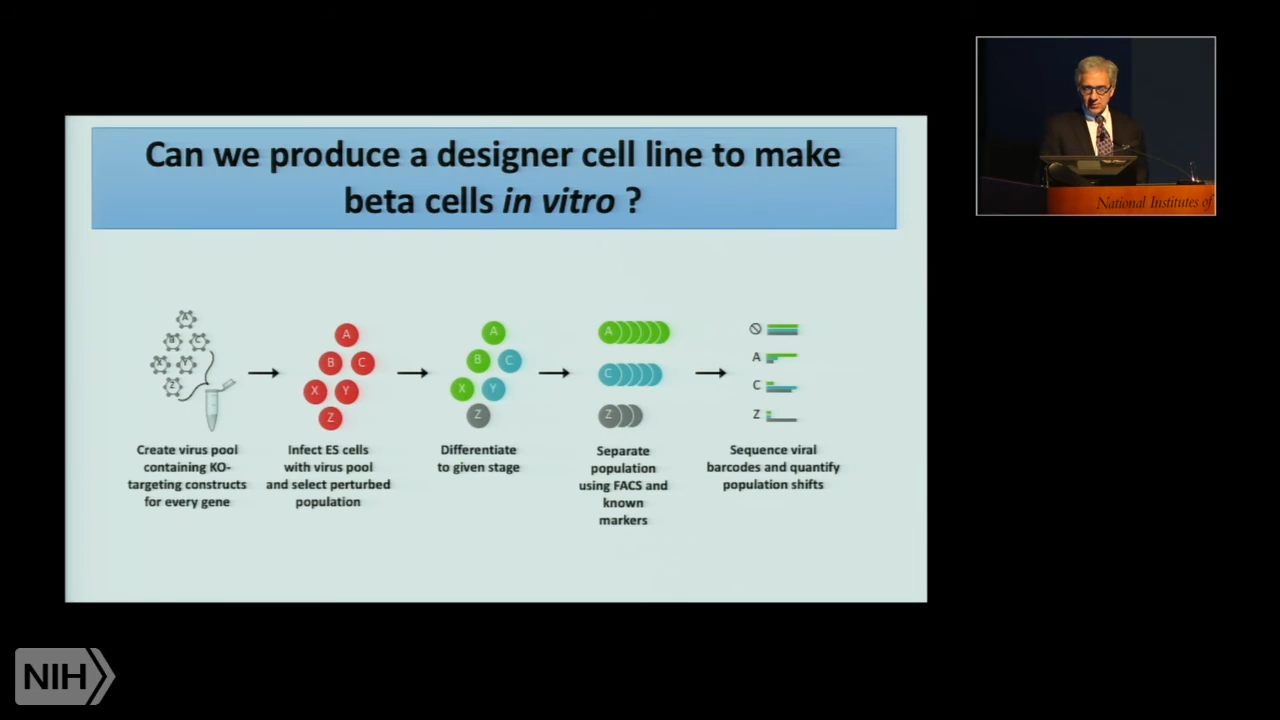 Can we produce a designer cell line to make
beta cells in vitro ?
A
B
C
X
Y
Z
A
B
C
X
Y
Z
A
B
C
X
Y
Z
A
C
Z
A
C
Z
Create virus pool
containing KO-
targeting constructs
for every gene
Infect ES cells
with virus pool
and select perturbed
population
Differentiate
to given stage
Separate
population
using FACS and
known
markers
Sequence viral
barcodes and quantify
population shifts
National Institutes of
NIH